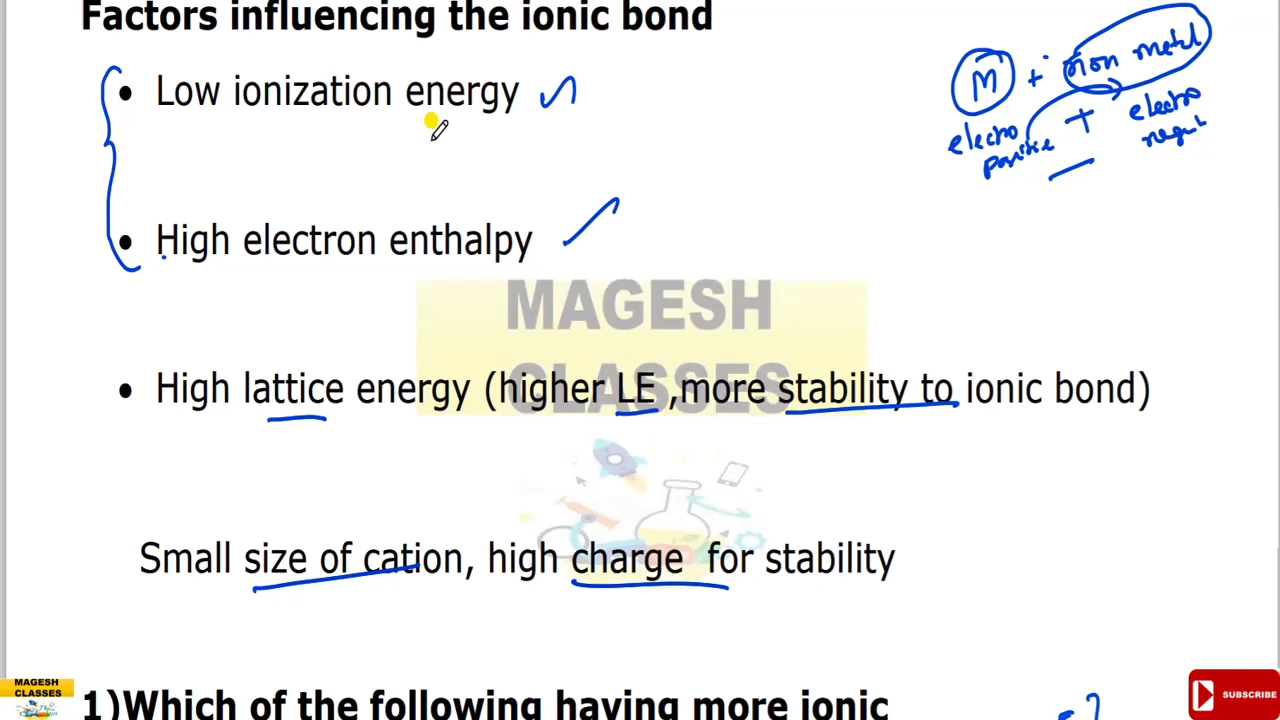 Factors influencing the ionic bond
M + non metal
• Low ionization energy
electro positive + electro
• High electron enthalpy
MAGESH
CLASSES
• High lattice energy (higher LE ,more stability to ionic bond)
Small size of cation, high charge for stability
MAGESH
CLASSES
1)Which of the following having more ionic
?
SUBSCRIBE